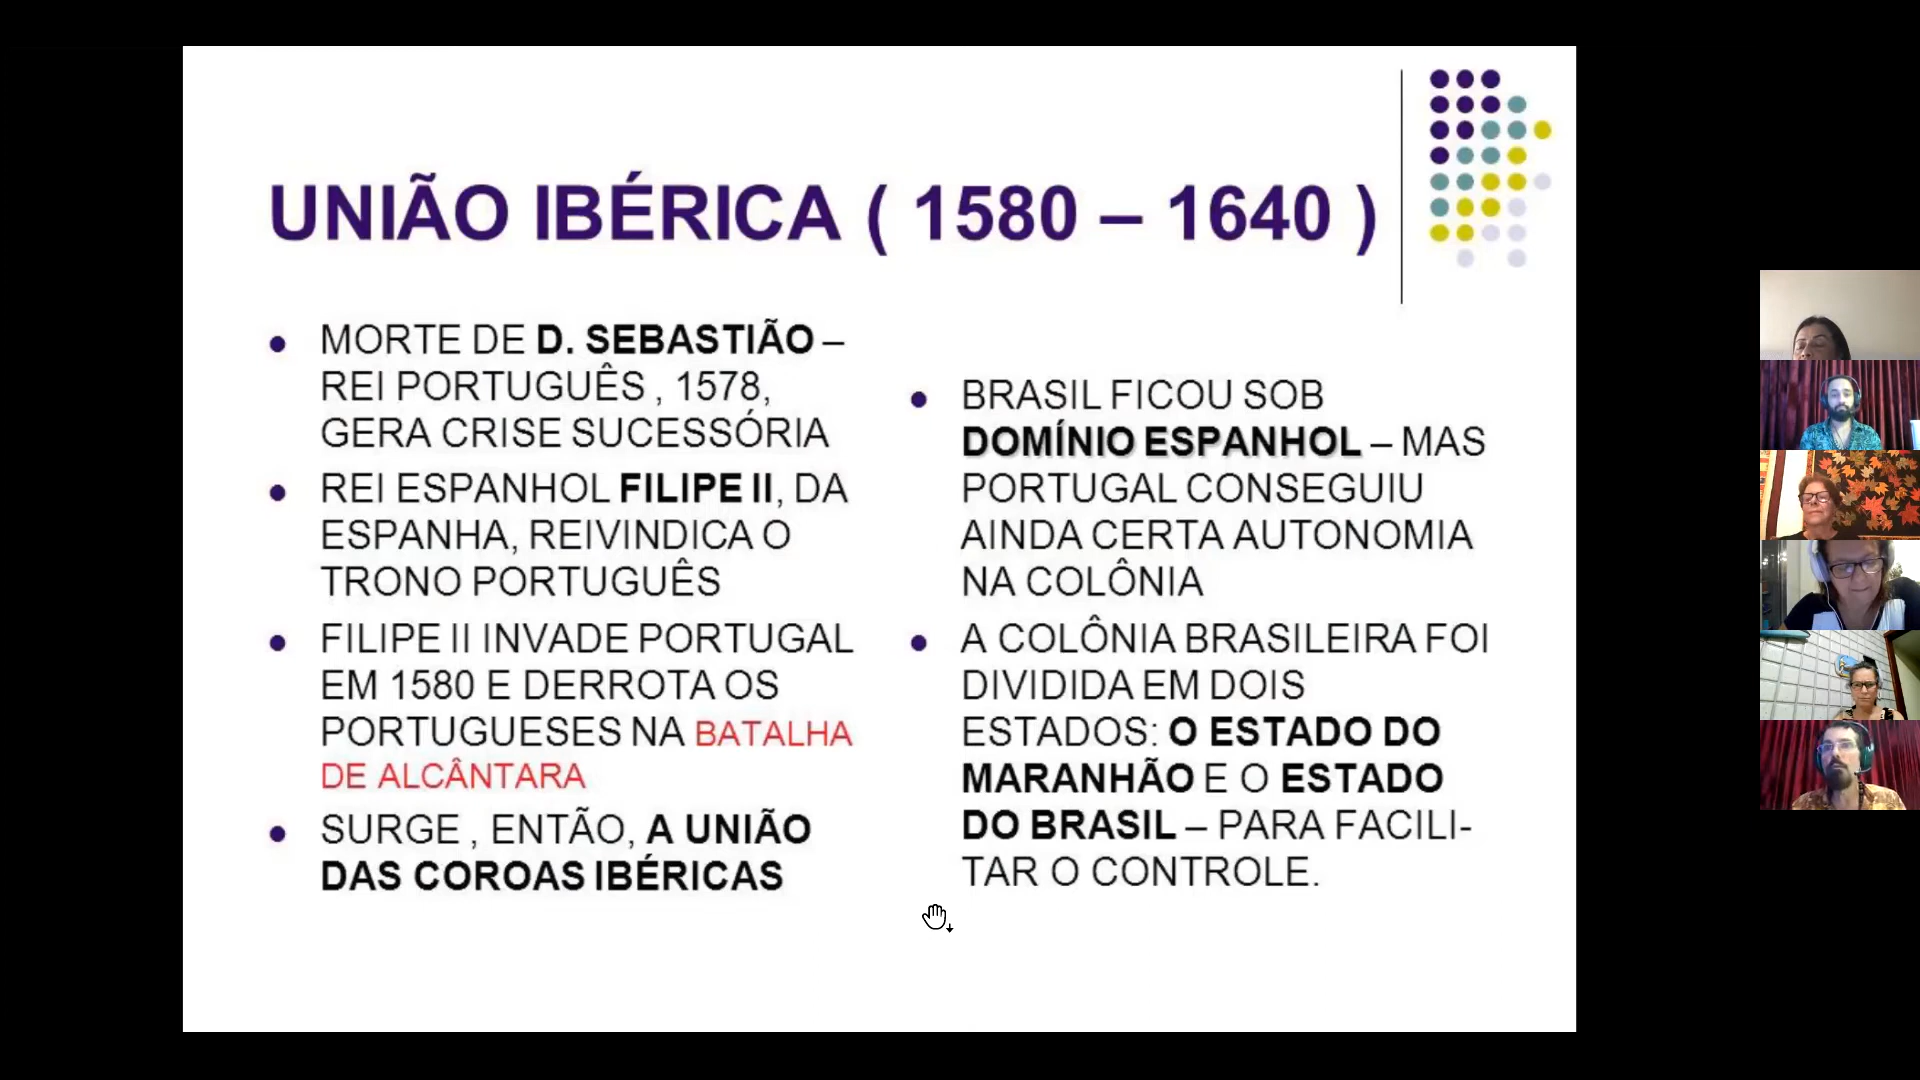 UNIÃO IBÉRICA ( 1580 – 1640 )
MORTE DE D. SEBASTIÃO –
REI PORTUGUÊS , 1578,
GERA CRISE SUCESSÓRIA
REI ESPANHOL FILIPE II, DA
ESPANHA, REIVINDICA O
TRONO PORTUGUÊS
FILIPE II INVADE PORTUGAL
EM 1580 E DERROTA OS
PORTUGUESES NA BATALHA
DE ALCÂNTARA
SURGE , ENTÃO, A UNIÃO
DAS COROAS IBÉRICAS
BRASIL FICOU SOB
DOMÍNIO ESPANHOL – MAS
PORTUGAL CONSEGUIU
AINDA CERTA AUTONOMIA
NA COLÔNIA
A COLÔNIA BRASILEIRA FOI
DIVIDIDA EM DOIS
ESTADOS: O ESTADO DO
MARANHÃO E O ESTADO
DO BRASIL – PARA FACILI-
TAR O CONTROLE.